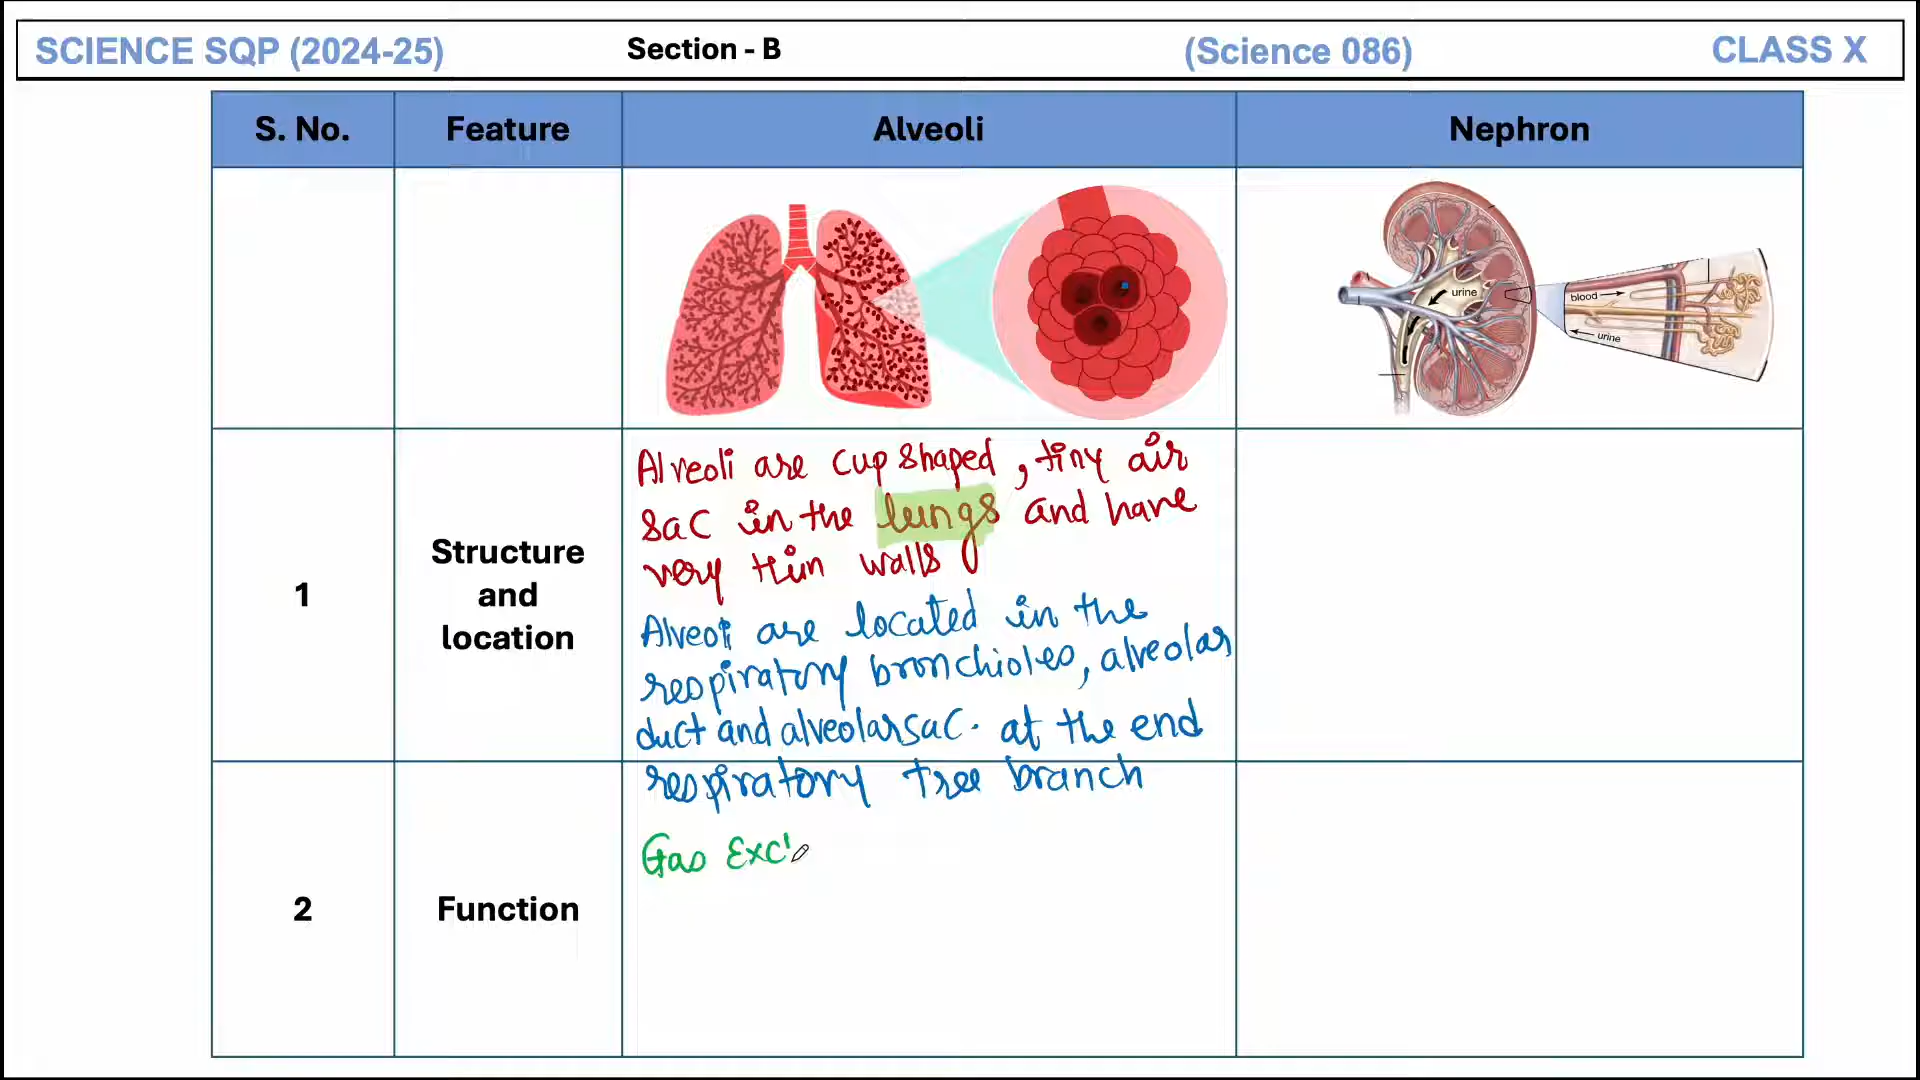 SCIENCE SQP (2024-25) Section - B (Science 086) CLASS X
S. No. Feature Alveoli Nephron
urine
blood
urine
1
Structure
and
location
Alveoli are cup shaped, tiny air
sac in the lungs and have
very thin walls
Alveoli are located in the
respiratory bronchioles, alveolar
duct and alveolar sac. at the end
respiratory tree branch
2
Function
Gas Exc